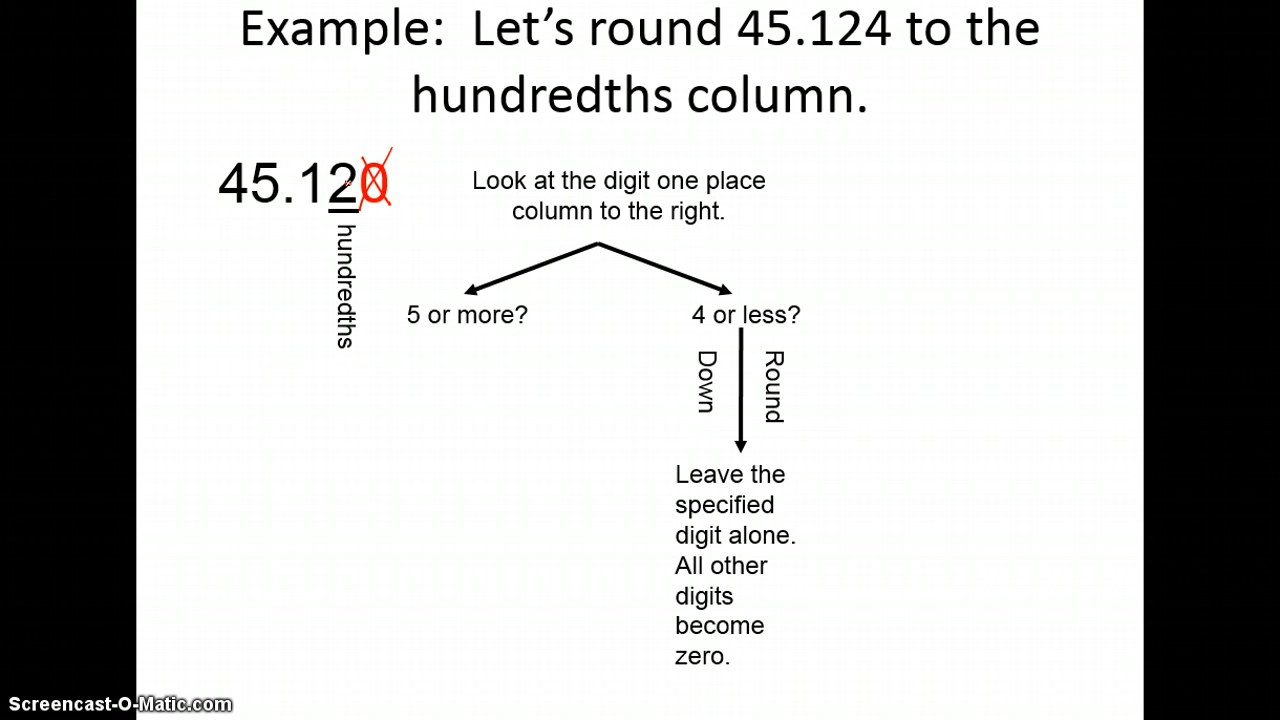 Example: Let’s round 45.124 to the
hundredths column.
45.120
hundredths
Look at the digit one place
column to the right.
5 or more?
4 or less?
Down
Round
Leave the
specified
digit alone.
All other
digits
become
zero.
Screencast-O-Matic.com